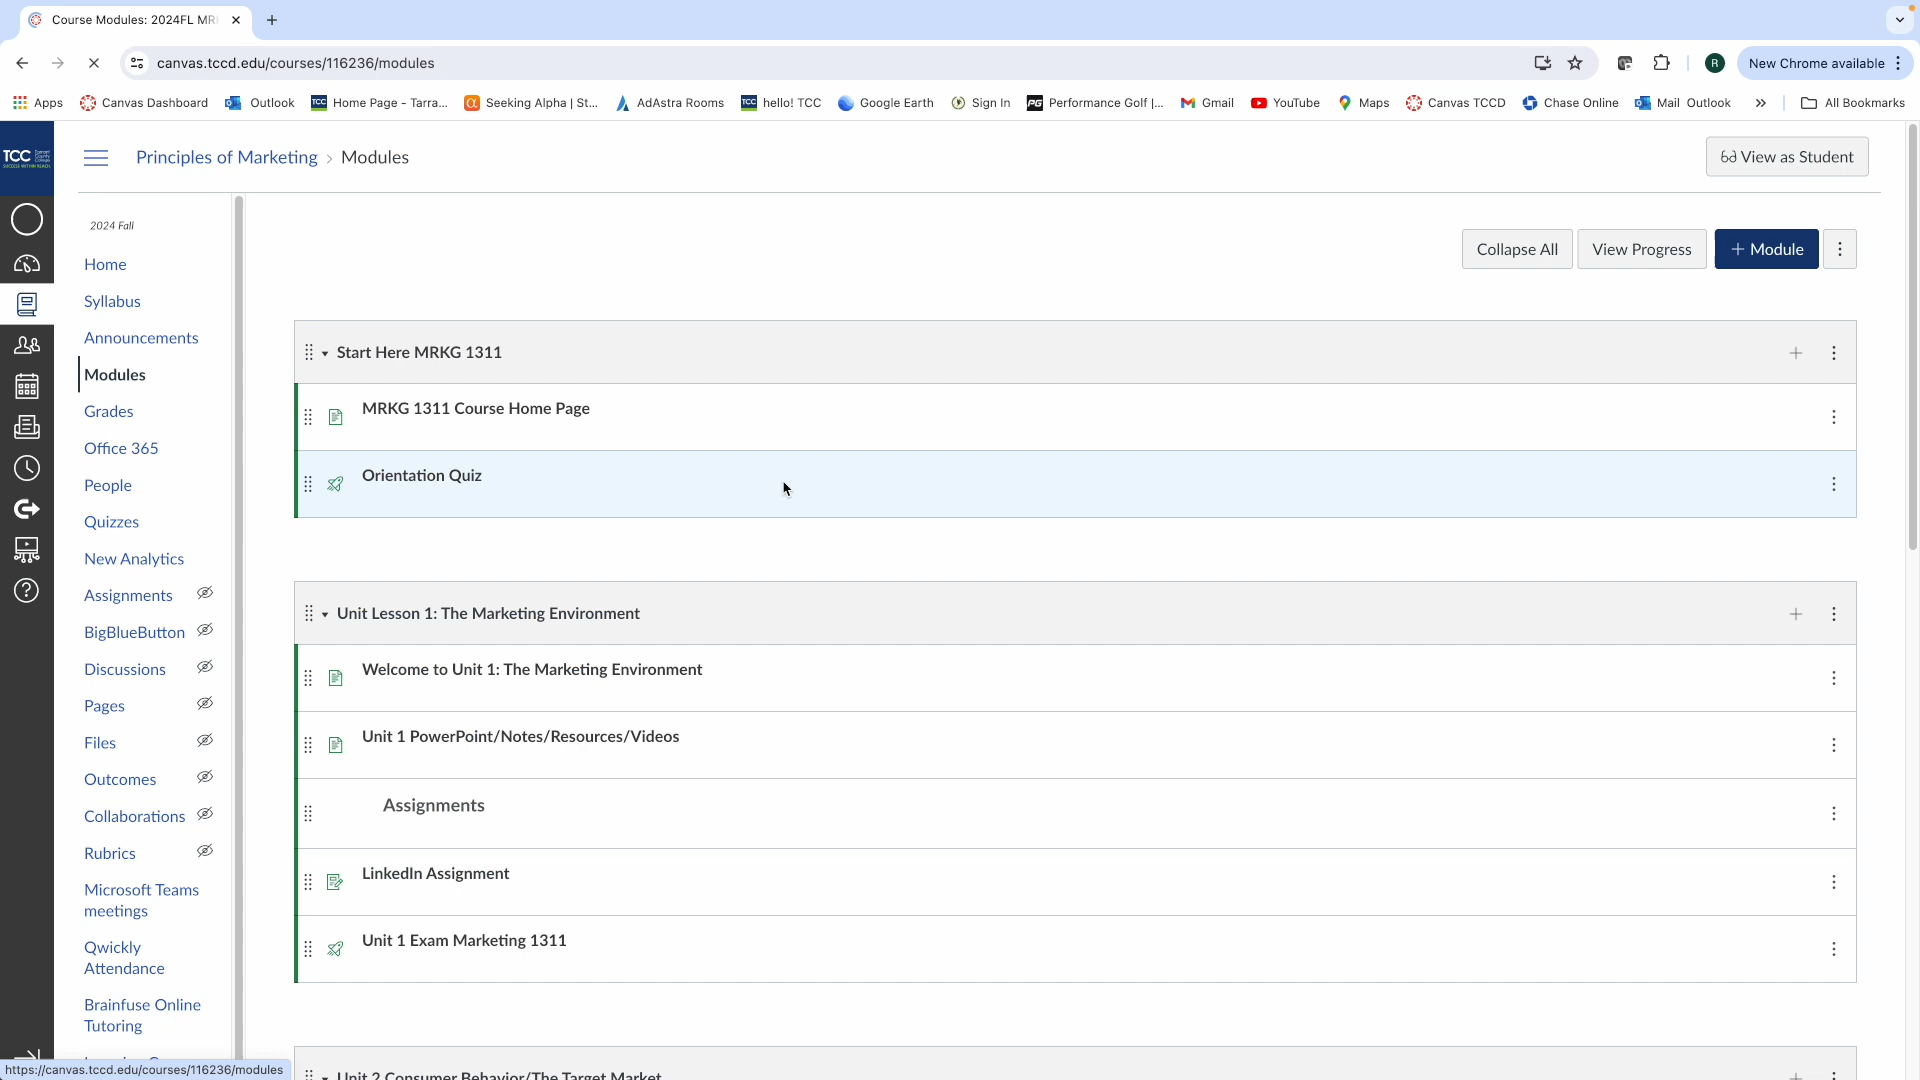 Course Modules: 2024FL MR
canvas.tccd.edu/courses/116236/modules
R
New Chrome available
Apps
Canvas Dashboard
Outlook
TCC
Home Page - Tarra...
Seeking Alpha | St...
AdAstra Rooms
TCC
hello! TCC
Google Earth
Sign In
PG
Performance Golf |...
Gmail
YouTube
Maps
Canvas TCCD
Chase Online
Mail Outlook
All Bookmarks
TCC
Principles of Marketing › Modules
View as Student
2024 Fall
Home
Syllabus
Announcements
Modules
Grades
Office 365
People
Quizzes
New Analytics
Assignments
BigBlueButton
Discussions
Pages
Files
Outcomes
Collaborations
Rubrics
Microsoft Teams
meetings
Qwickly
Attendance
Brainfuse Online
Tutoring
Collapse All
View Progress
+ Module
Start Here MRKG 1311
MRKG 1311 Course Home Page
Orientation Quiz
Unit Lesson 1: The Marketing Environment
Welcome to Unit 1: The Marketing Environment
Unit 1 PowerPoint/Notes/Resources/Videos
Assignments
LinkedIn Assignment
Unit 1 Exam Marketing 1311
Unit 2 Consumer Behavior/The Target Market
https://canvas.tccd.edu/courses/116236/modules